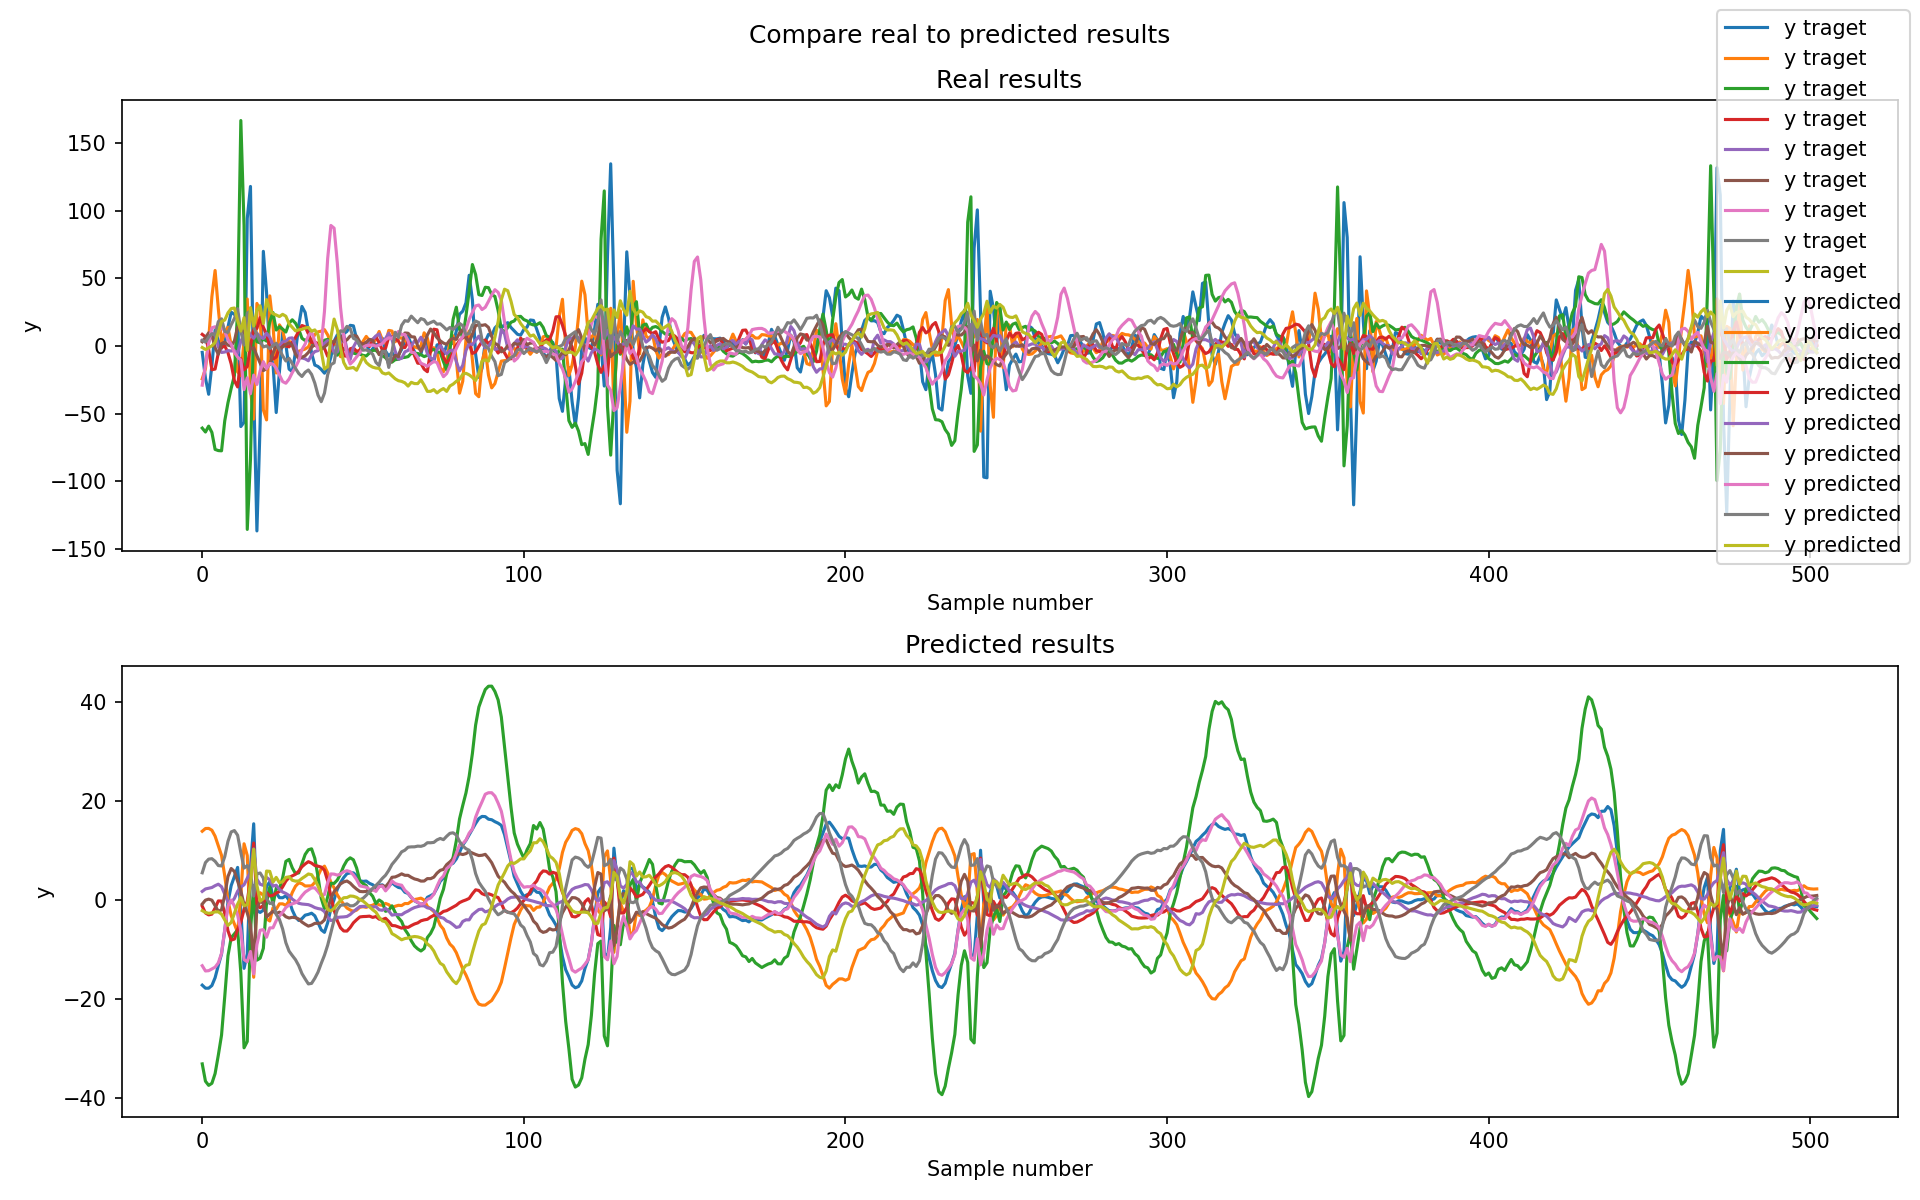 Compare real to predicted results
Real results
y traget
y traget
y traget
y traget
y traget
y traget
y traget
y traget
y traget
y predicted
y predicted
y predicted
y predicted
y predicted
y predicted
y predicted
y predicted
y predicted
y
150
100
50
0
−50
−100
−150
0 100 200 300 400 500
Sample number
Predicted results
y
40
20
0
−20
−40
0 100 200 300 400 500
Sample number